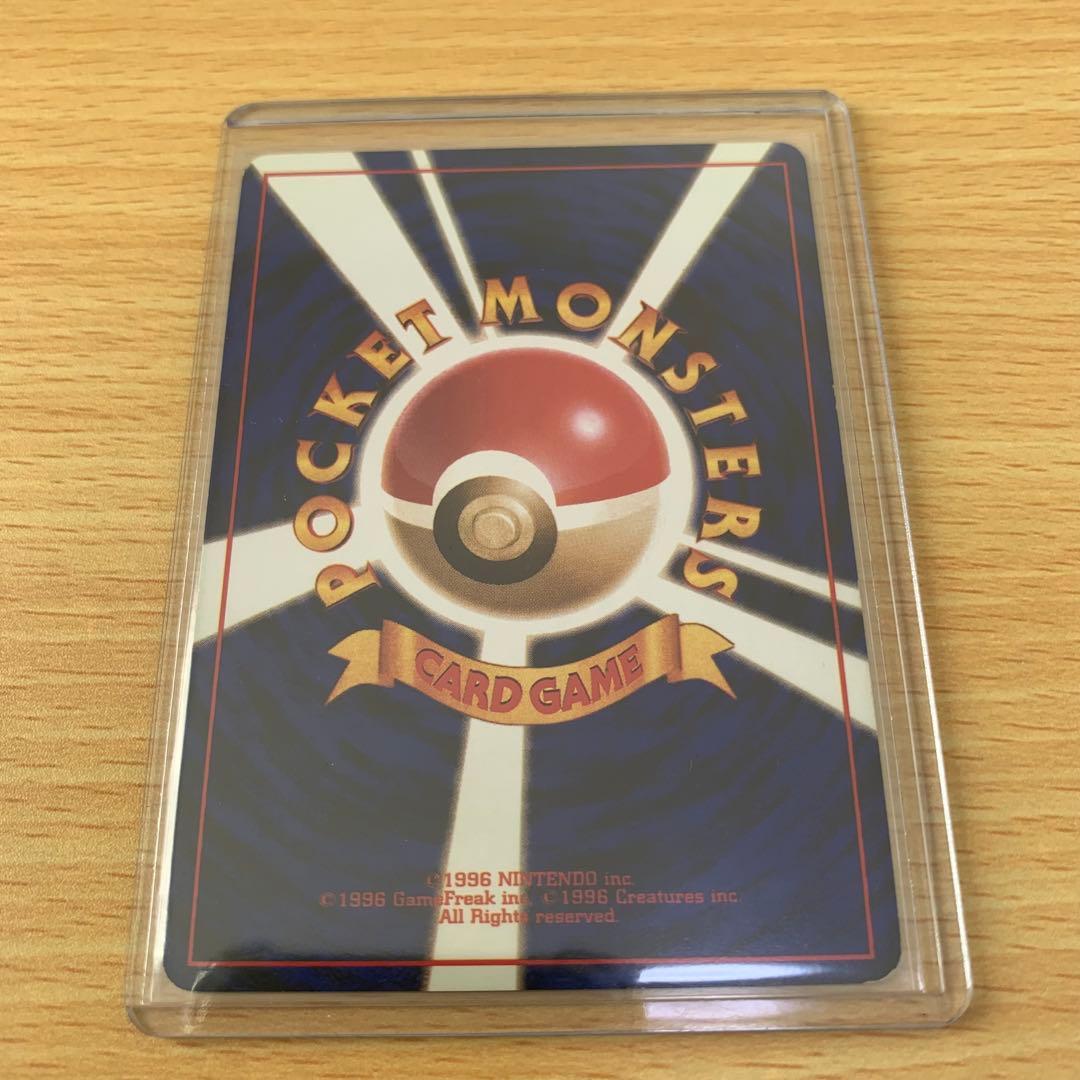 POCKET MONSTERS
CARD GAME
©1996 NINTENDO inc.
©1996 GameFreak inc. ©1996 Creatures inc.
All Rights reserved.